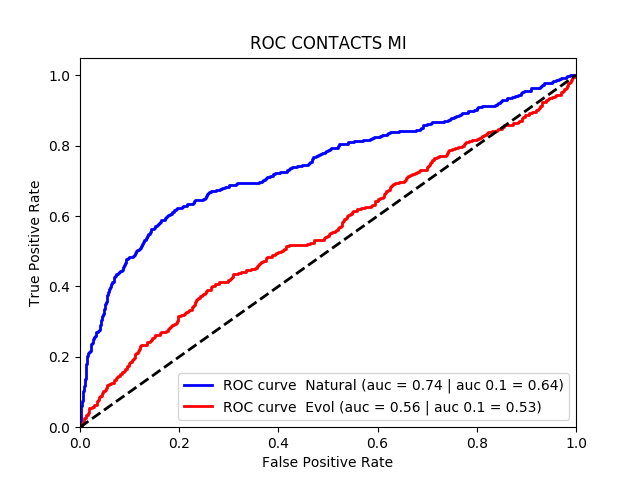 ROC CONTACTS MI
True Positive Rate
1.0
0.8
0.6
0.4
0.2
0.0
0.0 0.2 0.4 0.6 0.8 1.0
False Positive Rate
ROC curve  Natural (auc = 0.74 | auc 0.1 = 0.64)
ROC curve  Evol (auc = 0.56 | auc 0.1 = 0.53)